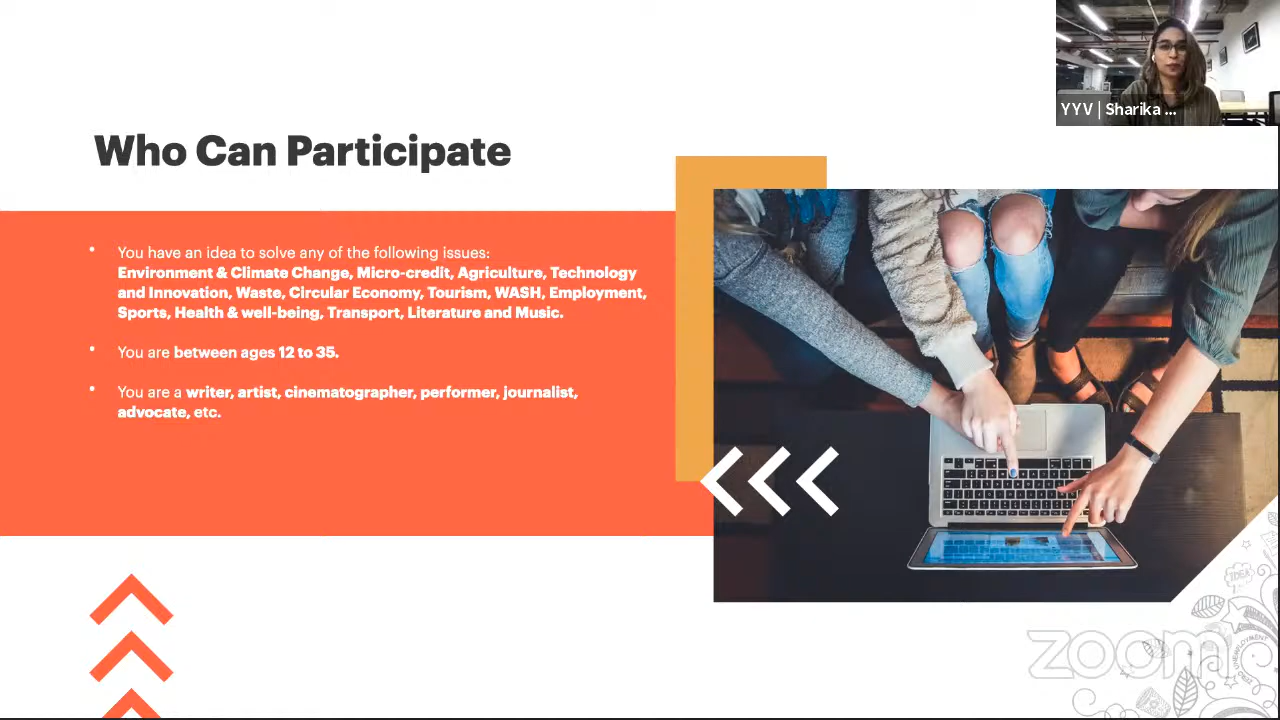 YYV | Sharika ...
Who Can Participate
• You have an idea to solve any of the following issues:
Environment & Climate Change, Micro-credit, Agriculture, Technology
and Innovation, Waste, Circular Economy, Tourism, WASH, Employment,
Sports, Health & well-being, Transport, Literature and Music.
• You are between ages 12 to 35.
• You are a writer, artist, cinematographer, performer, journalist,
advocate, etc.
IDEA
UNEMPLOYMENT
zoom